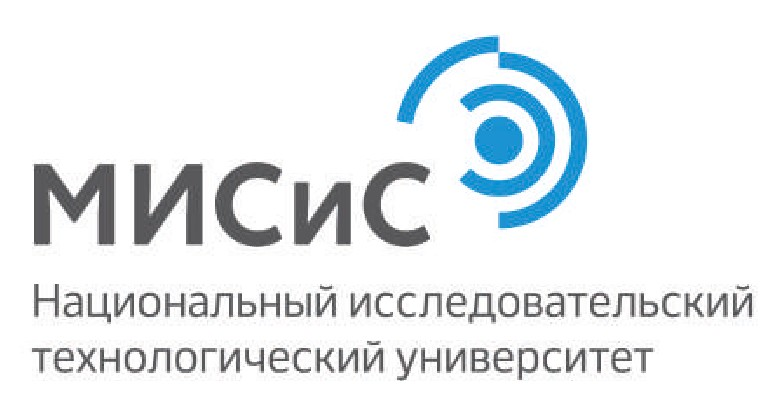 МИСиС
Национальный исследовательский
технологический университет